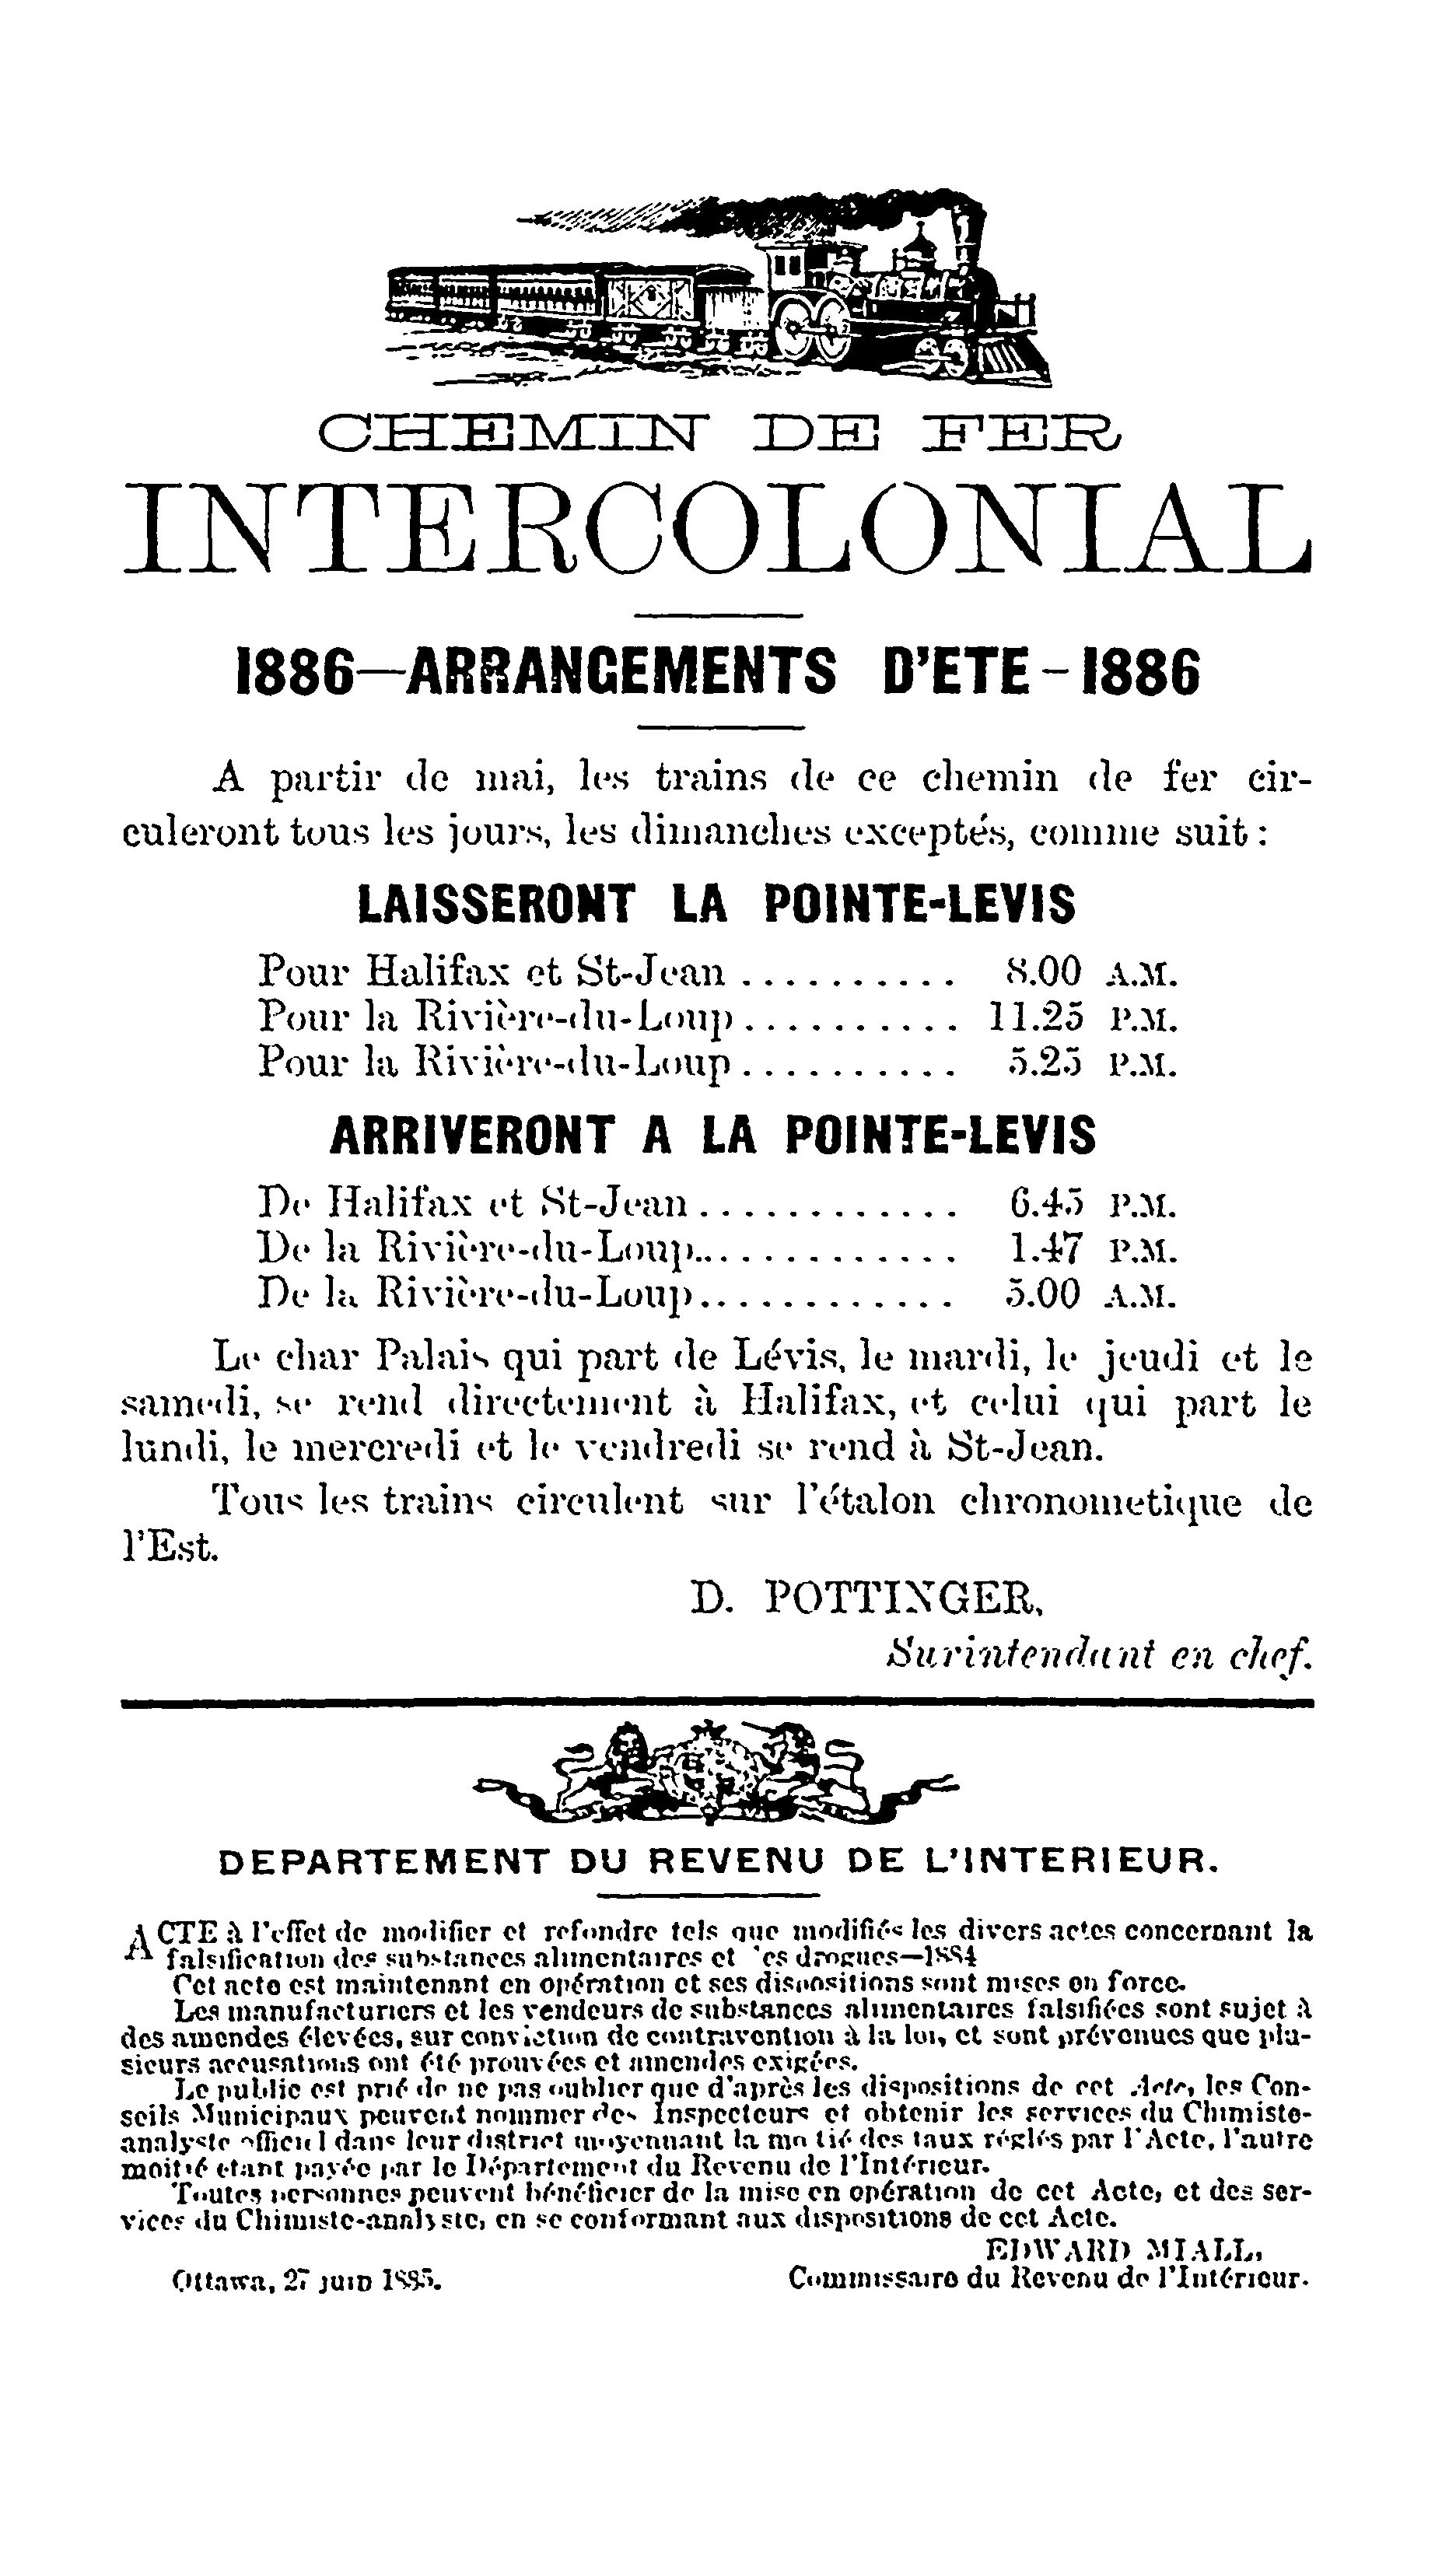 CHEMIN DE FER
INTERCOLONIAL
1886—ARRANGEMENTS D'ETE-1886
A partir de mai, les trains de ce chemin de fer cir-
culeront tous les jours, les dimanches exceptés, comme suit :
LAISSERONT LA POINTE-LEVIS
Pour Halifax et St-Jean .......... 8.00 A.M.
Pour la Rivière-du-Loup .......... 11.25 P.M.
Pour la Rivière-du-Loup .......... 5.25 P.M.
ARRIVERONT A LA POINTE-LEVIS
De Halifax et St-Jean ............ 6.45 P.M.
De la Rivière-du-Loup ............ 1.47 P.M.
De la Rivière-du-Loup ............ 5.00 A.M.
Le char Palais qui part de Lévis, le mardi, le jeudi et le
samedi, se rend directement à Halifax, et celui qui part le
lundi, le mercredi et le vendredi se rend à St-Jean.
Tous les trains circulent sur l'étalon chronometique de
l'Est.
D. POTTINGER,
Surintendant en chef.
DEPARTEMENT DU REVENU DE L'INTERIEUR.
ACTE à l'effet de modifier et refondre tels que modifiés les divers actes concernant la
falsification des substances alimentaires et les drogues—1884
Cet acte est maintenant en opération et ses dispositions sont mises en force.
Les manufacturiers et les vendeurs de substances alimentaires falsifiées sont sujet à
des amendes élevées, sur conviction de contravention à la loi, et sont prévenues que plu-
sieurs accusations ont été prouvées et amendes exigées.
Le public est prié de ne pas oublier que d'après les dispositions de cet Acte, les Con-
seils Municipaux peuvent nommer des Inspecteurs et obtenir les services du Chimiste-
analyste officiel dans leur district moyennant la moitié des taux réglés par l'Acte, l'autre
moitié étant payée par le Département du Revenu de l'Intérieur.
Toutes personnes peuvent bénéficier de la mise en opération de cet Acte, et des ser-
vices du Chimiste-analyste, en se conformant aux dispositions de cet Acte.
EDWARD MIALL,
Ottawa, 27 juin 1885. Commissaire du Revenu de l'Intérieur.